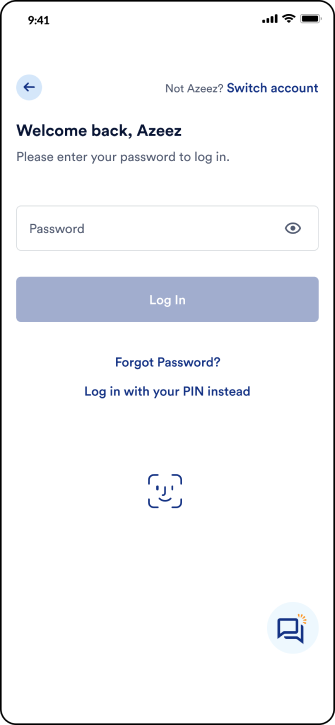 9:41
Not Azeez? Switch account
Welcome back, Azeez
Please enter your password to log in.
Password
Log In
Forgot Password?
Log in with your PIN instead